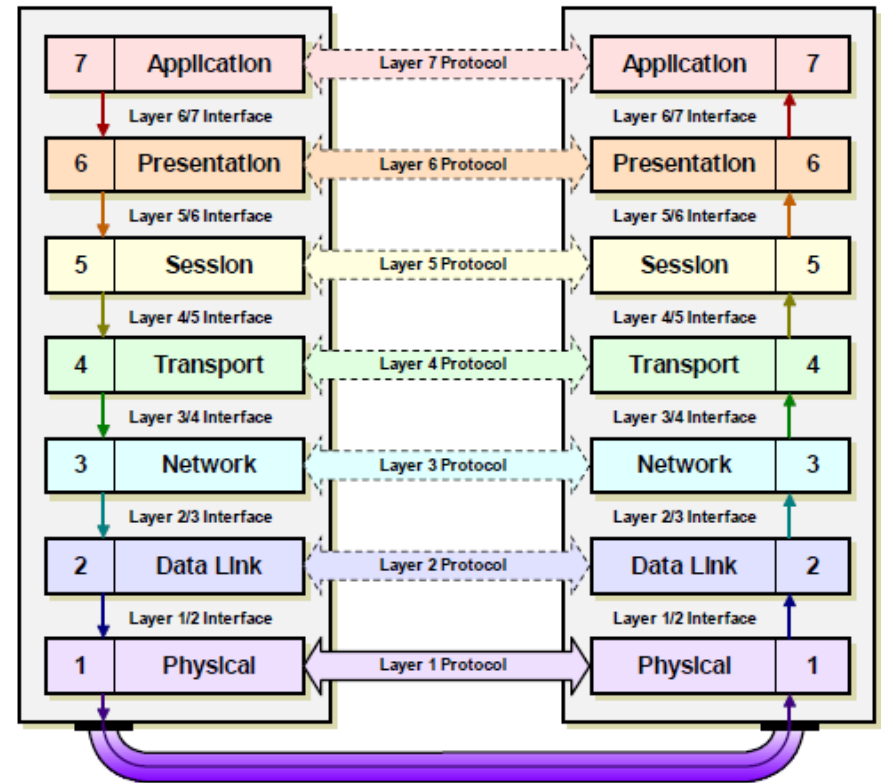 7 Application Layer 7 Protocol Application 7
Layer 6/7 Interface Layer 6/7 Interface
6 Presentation Layer 6 Protocol Presentation 6
Layer 5/6 Interface Layer 5/6 Interface
5 Session Layer 5 Protocol Session 5
Layer 4/5 Interface Layer 4/5 Interface
4 Transport Layer 4 Protocol Transport 4
Layer 3/4 Interface Layer 3/4 Interface
3 Network Layer 3 Protocol Network 3
Layer 2/3 Interface Layer 2/3 Interface
2 Data Link Layer 2 Protocol Data Link 2
Layer 1/2 Interface Layer 1/2 Interface
1 Physical Layer 1 Protocol Physical 1